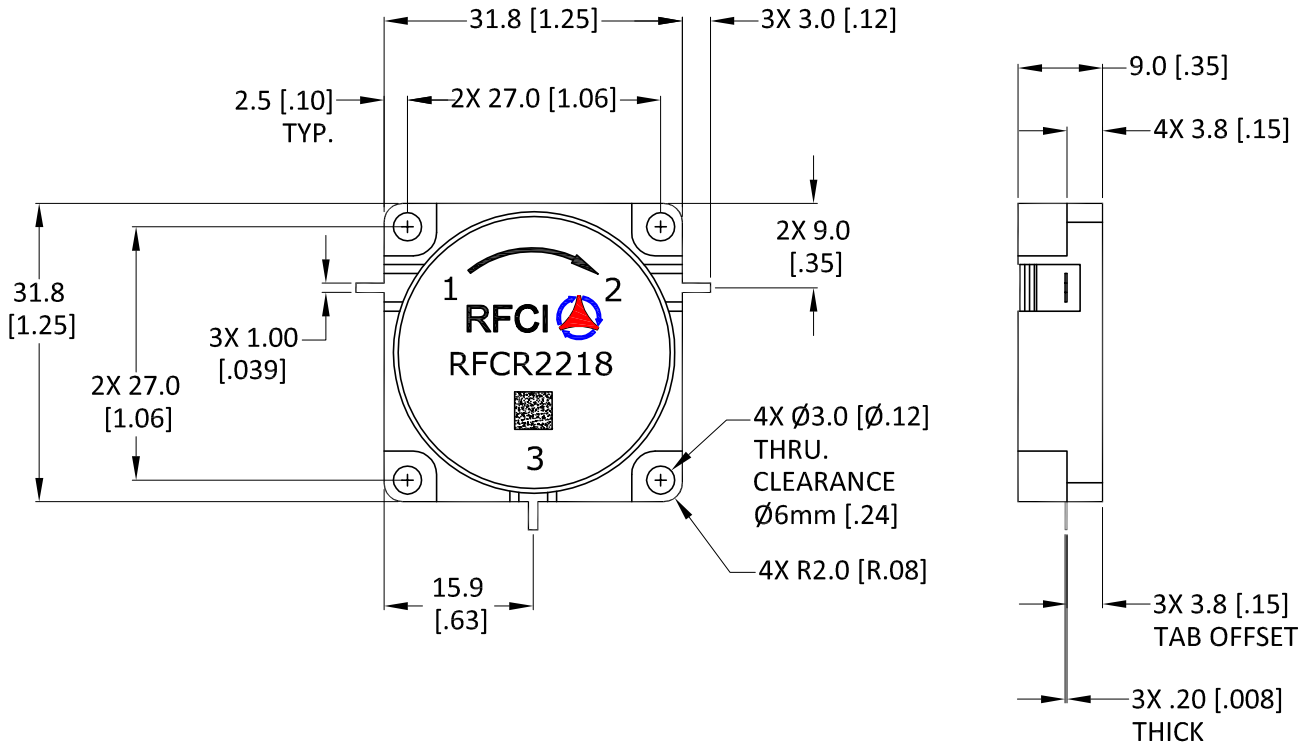 31.8 [1.25]
3X 3.0 [.12]
2.5 [.10]
TYP.
2X 27.0 [1.06]
9.0 [.35]
4X 3.8 [.15]
2X 9.0
[.35]
31.8
[1.25]
3X 1.00
[.039]
2X 27.0
[1.06]
1
2
RFCI
RFCR2218
3
4X Ø3.0 [Ø.12]
THRU.
CLEARANCE
Ø6mm [.24]
4X R2.0 [R.08]
15.9
[.63]
3X 3.8 [.15]
TAB OFFSET
3X .20 [.008]
THICK